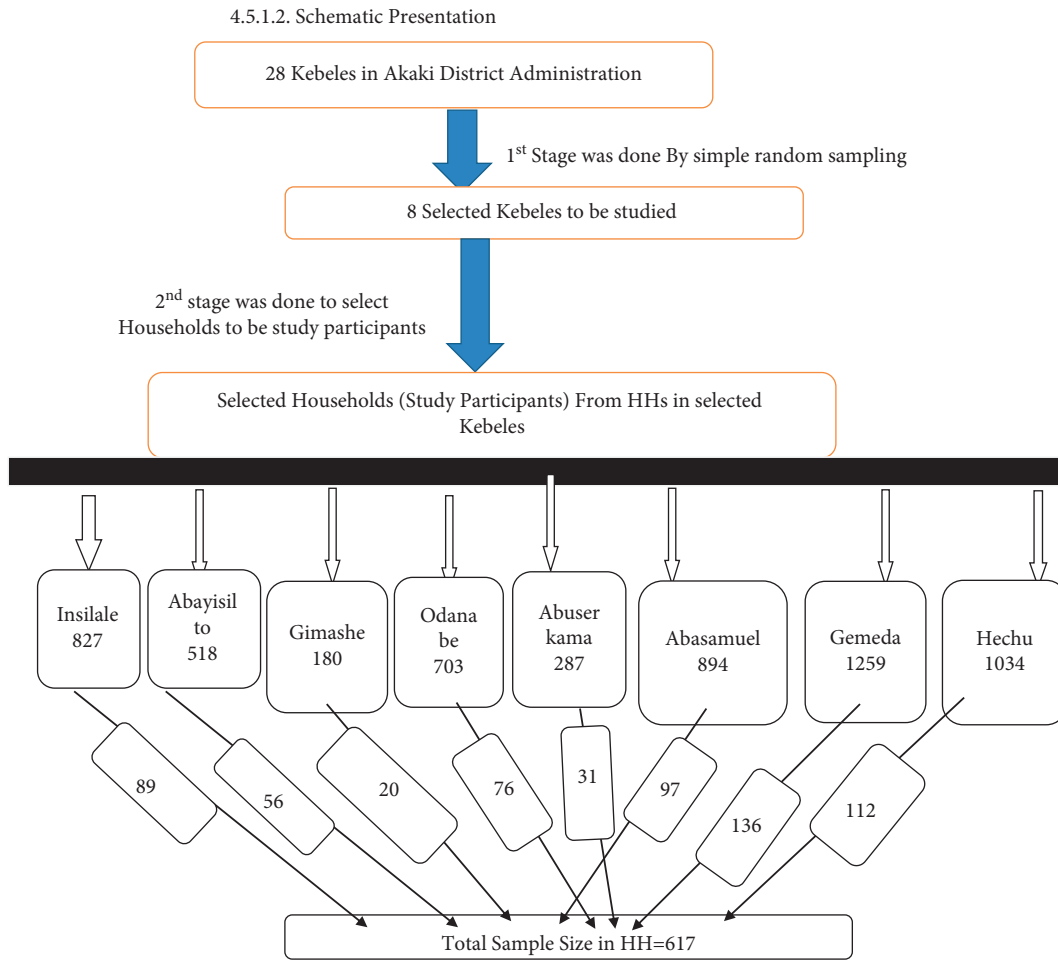 4.5.1.2. Schematic Presentation
28 Kebeles in Akaki District Administration
1st Stage was done By simple random sampling
8 Selected Kebeles to be studied
2nd stage was done to select
Households to be study participants
Selected Households (Study Participants) From HHs in selected
Kebeles
Insilale
827
Abayisil
to
518
Gimashe
180
Odana
be
703
Abuser
kama
287
Abasamuel
894
Gemeda
1259
Hechu
1034
89
56
20
76
31
97
136
112
Total Sample Size in HH=617